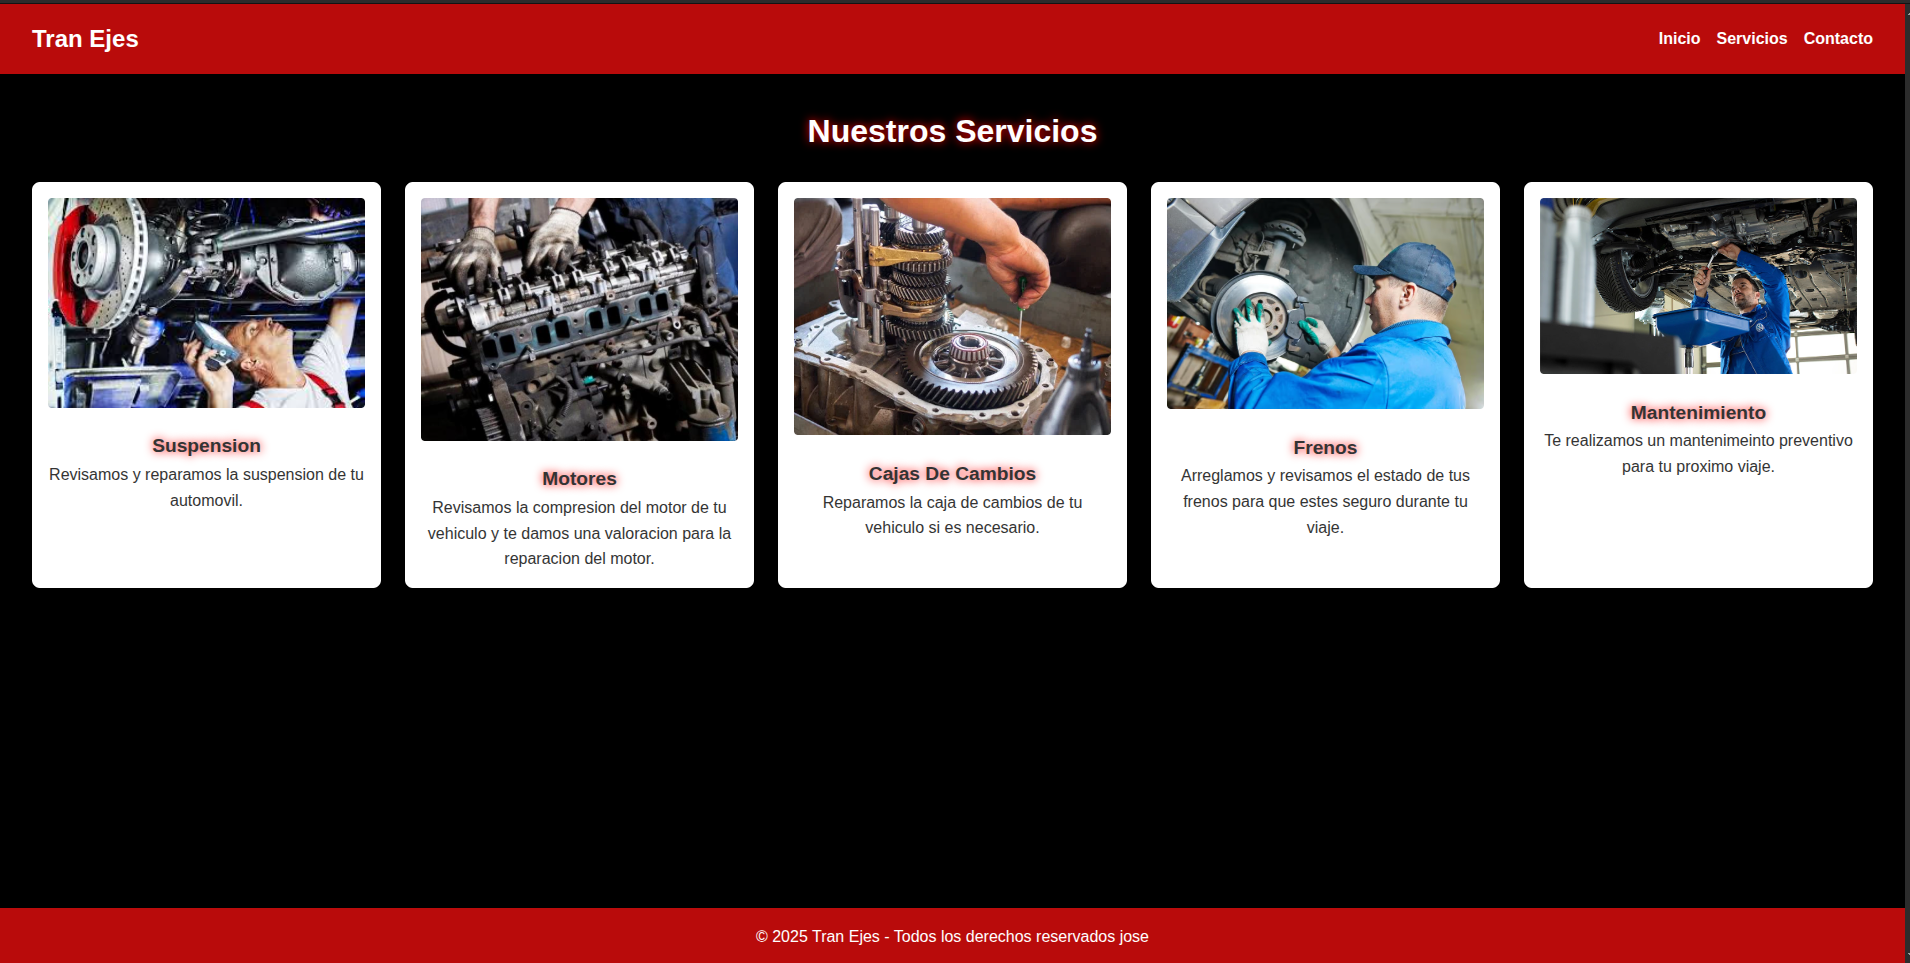 Tran Ejes
Inicio Servicios Contacto
Nuestros Servicios
Suspension
Revisamos y reparamos la suspension de tu
automovil.
Motores
Revisamos la compresion del motor de tu
vehiculo y te damos una valoracion para la
reparacion del motor.
Cajas De Cambios
Reparamos la caja de cambios de tu
vehiculo si es necesario.
Frenos
Arreglamos y revisamos el estado de tus
frenos para que estes seguro durante tu
viaje.
Mantenimiento
Te realizamos un mantenimeinto preventivo
para tu proximo viaje.
© 2025 Tran Ejes - Todos los derechos reservados jose